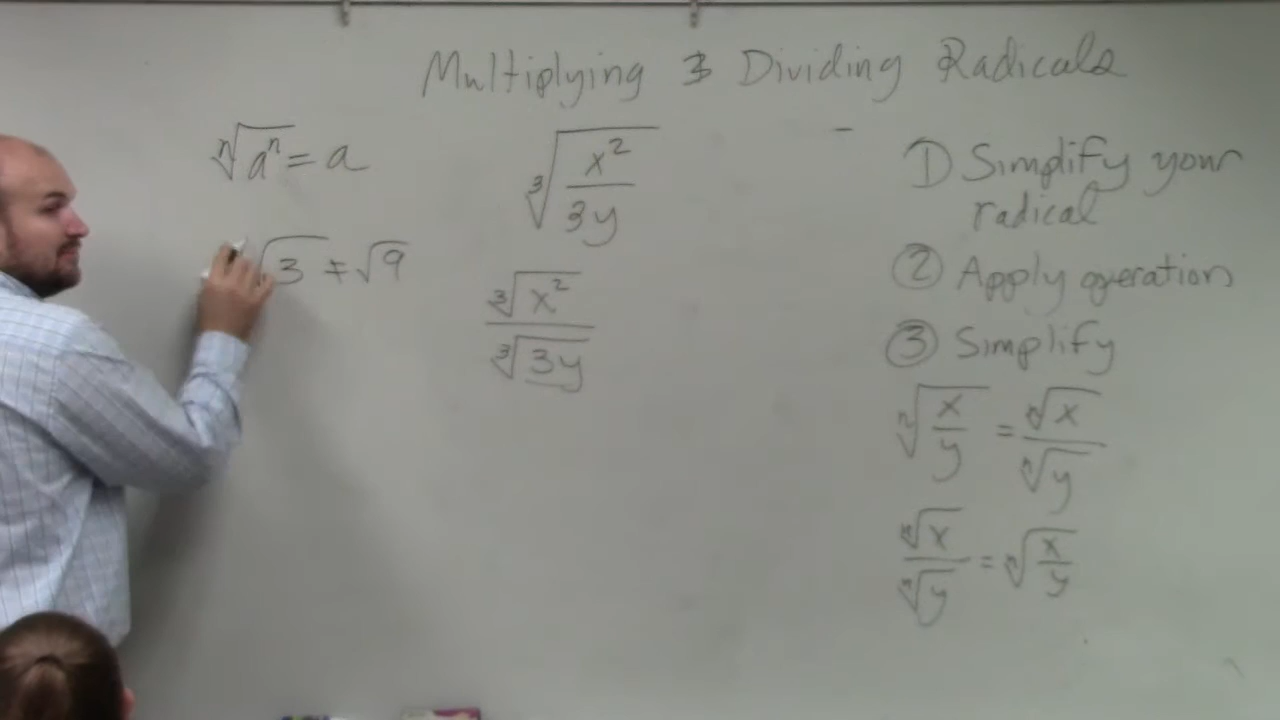 Multiplying & Dividing Radicals
ⁿ√aⁿ = a
√3 ≠ √9
³√(x²/3y)
³√x² / ³√3y
1) Simplify your
radical
② Apply operation
③ Simplify
ⁿ√(x/y) = ⁿ√x / ⁿ√y
ⁿ√x / ⁿ√y = ⁿ√(x/y)